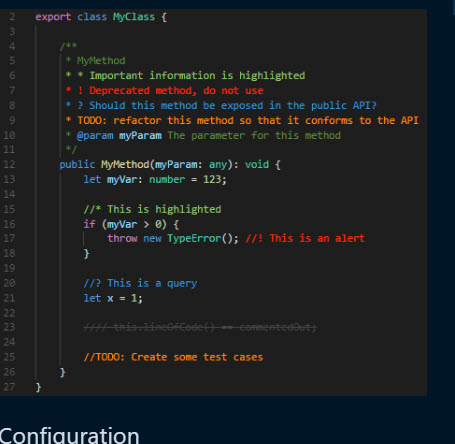 2 export class MyClass {
3
4 /**
5 * MyMethod
6 * * Important information is highlighted
7 * ! Deprecated method, do not use
8 * ? Should this method be exposed in the public API?
9 * TODO: refactor this method so that it conforms to the API
10 * @param myParam The parameter for this method
11 */
12 public MyMethod(myParam: any): void {
13 let myVar: number = 123;
14
15 //* This is highlighted
16 if (myVar > 0) {
17 throw new TypeError(); //! This is an alert
18 }
19
20 //? This is a query
21 let x = 1;
22
23 //// this.lineOfCode() == commentedOut;
24
25 //TODO: Create some test cases
26 }
27 }
Configuration